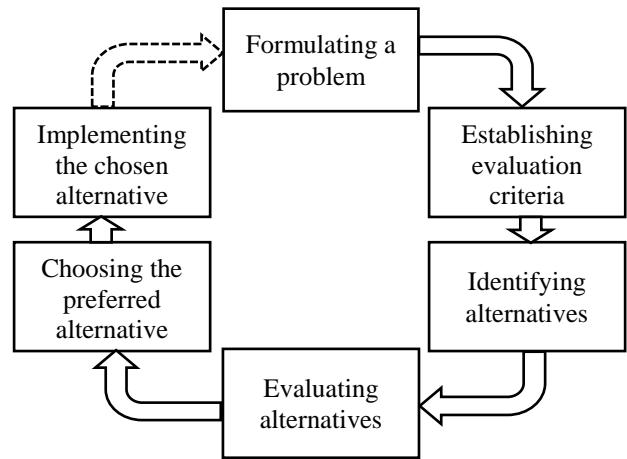 Formulating a
problem
Establishing
evaluation
criteria
Identifying
alternatives
Evaluating
alternatives
Choosing the
preferred
alternative
Implementing
the chosen
alternative